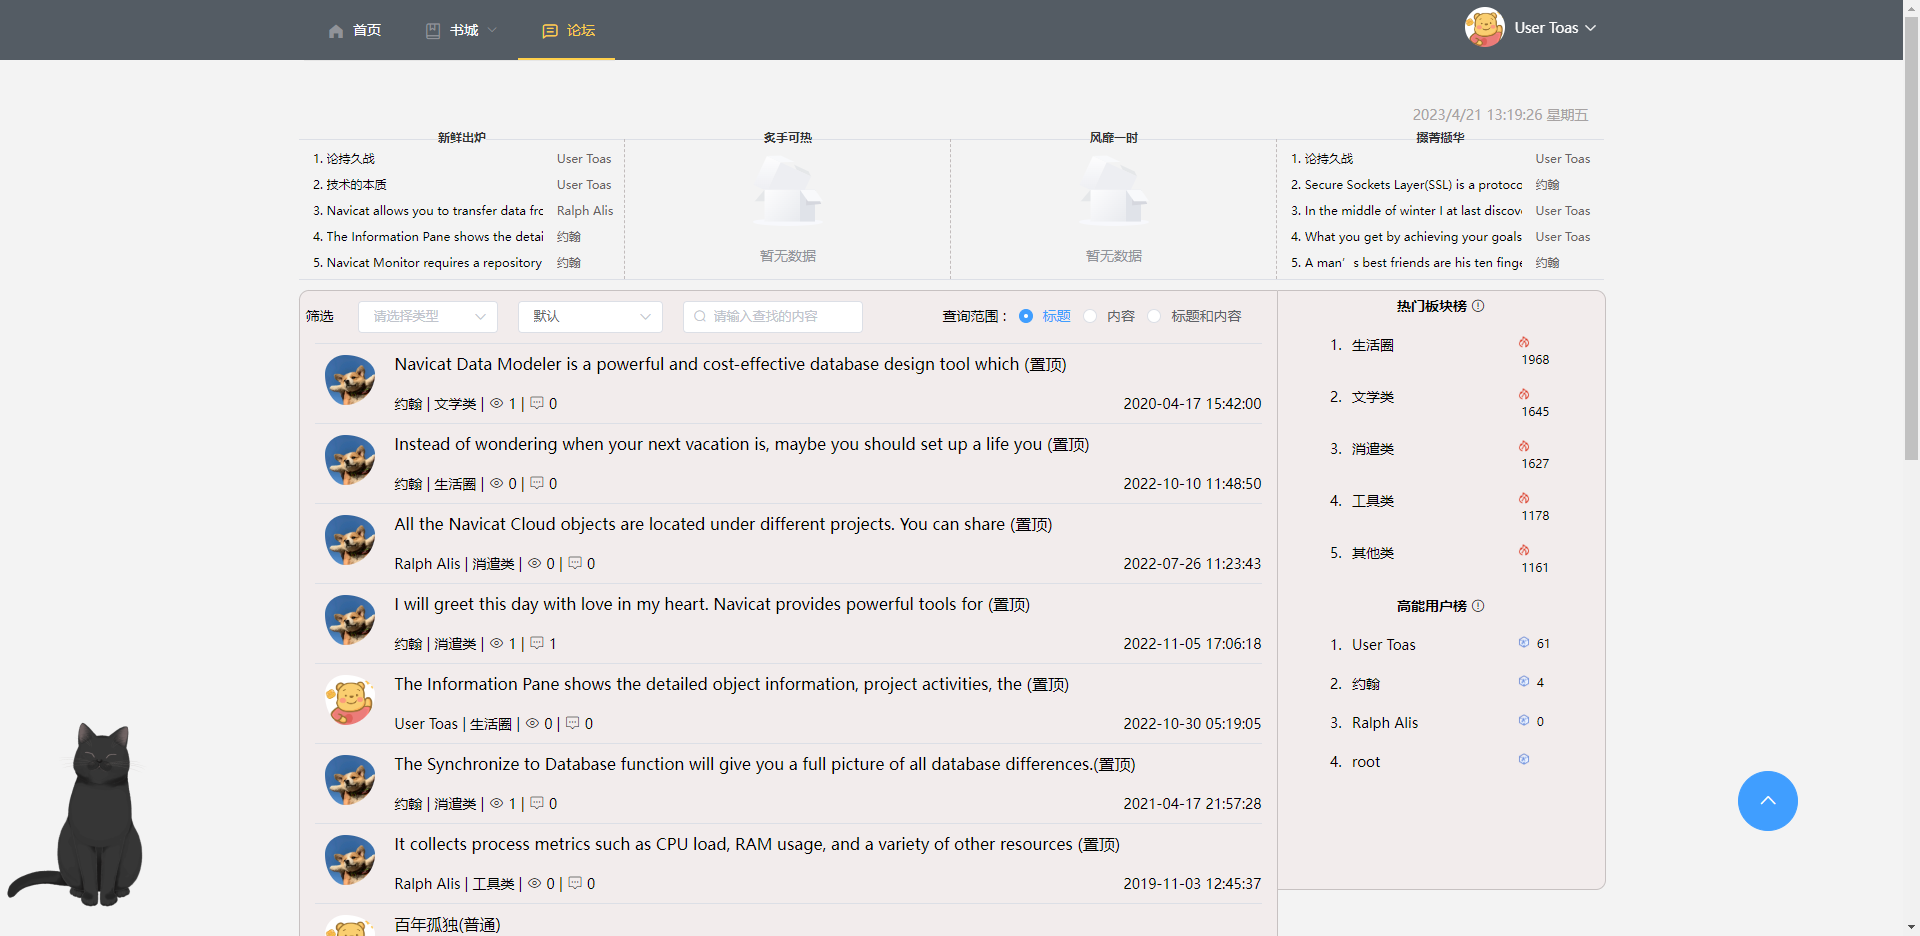 首页 书城 论坛 User Toas
2023/4/21 13:19:26 星期五
新鲜出炉
1. 论持久战 User Toas
2. 技术的本质 User Toas
3. Navicat allows you to transfer data frc Ralph Alis
4. The Information Pane shows the detai 约翰
5. Navicat Monitor requires a repository 约翰
炙手可热
暂无数据
风靡一时
暂无数据
掇菁撷华
1. 论持久战 User Toas
2. Secure Sockets Layer(SSL) is a protocc 约翰
3. In the middle of winter I at last discov User Toas
4. What you get by achieving your goals User Toas
5. A man’s best friends are his ten finge 约翰
筛选 请选择类型 默认 请输入查找的内容 查询范围： 标题 内容 标题和内容
Navicat Data Modeler is a powerful and cost-effective database design tool which (置顶)
约翰 | 文学类 | 1 | 0 2020-04-17 15:42:00
Instead of wondering when your next vacation is, maybe you should set up a life you (置顶)
约翰 | 生活圈 | 0 | 0 2022-10-10 11:48:50
All the Navicat Cloud objects are located under different projects. You can share (置顶)
Ralph Alis | 消遣类 | 0 | 0 2022-07-26 11:23:43
I will greet this day with love in my heart. Navicat provides powerful tools for (置顶)
约翰 | 消遣类 | 1 | 1 2022-11-05 17:06:18
The Information Pane shows the detailed object information, project activities, the (置顶)
User Toas | 生活圈 | 0 | 0 2022-10-30 05:19:05
The Synchronize to Database function will give you a full picture of all database differences.(置顶)
约翰 | 消遣类 | 1 | 0 2021-04-17 21:57:28
It collects process metrics such as CPU load, RAM usage, and a variety of other resources (置顶)
Ralph Alis | 工具类 | 0 | 0 2019-11-03 12:45:37
百年孤独(普通)
热门板块榜
1. 生活圈 1968
2. 文学类 1645
3. 消遣类 1627
4. 工具类 1178
5. 其他类 1161
高能用户榜
1. User Toas 61
2. 约翰 4
3. Ralph Alis 0
4. root